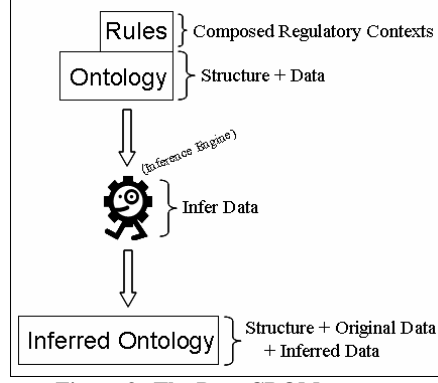 Rules
Composed Regulatory Contexts
Ontology
Structure + Data
(Inference Engine)
Infer Data
Inferred Ontology
Structure + Original Data
+ Inferred Data